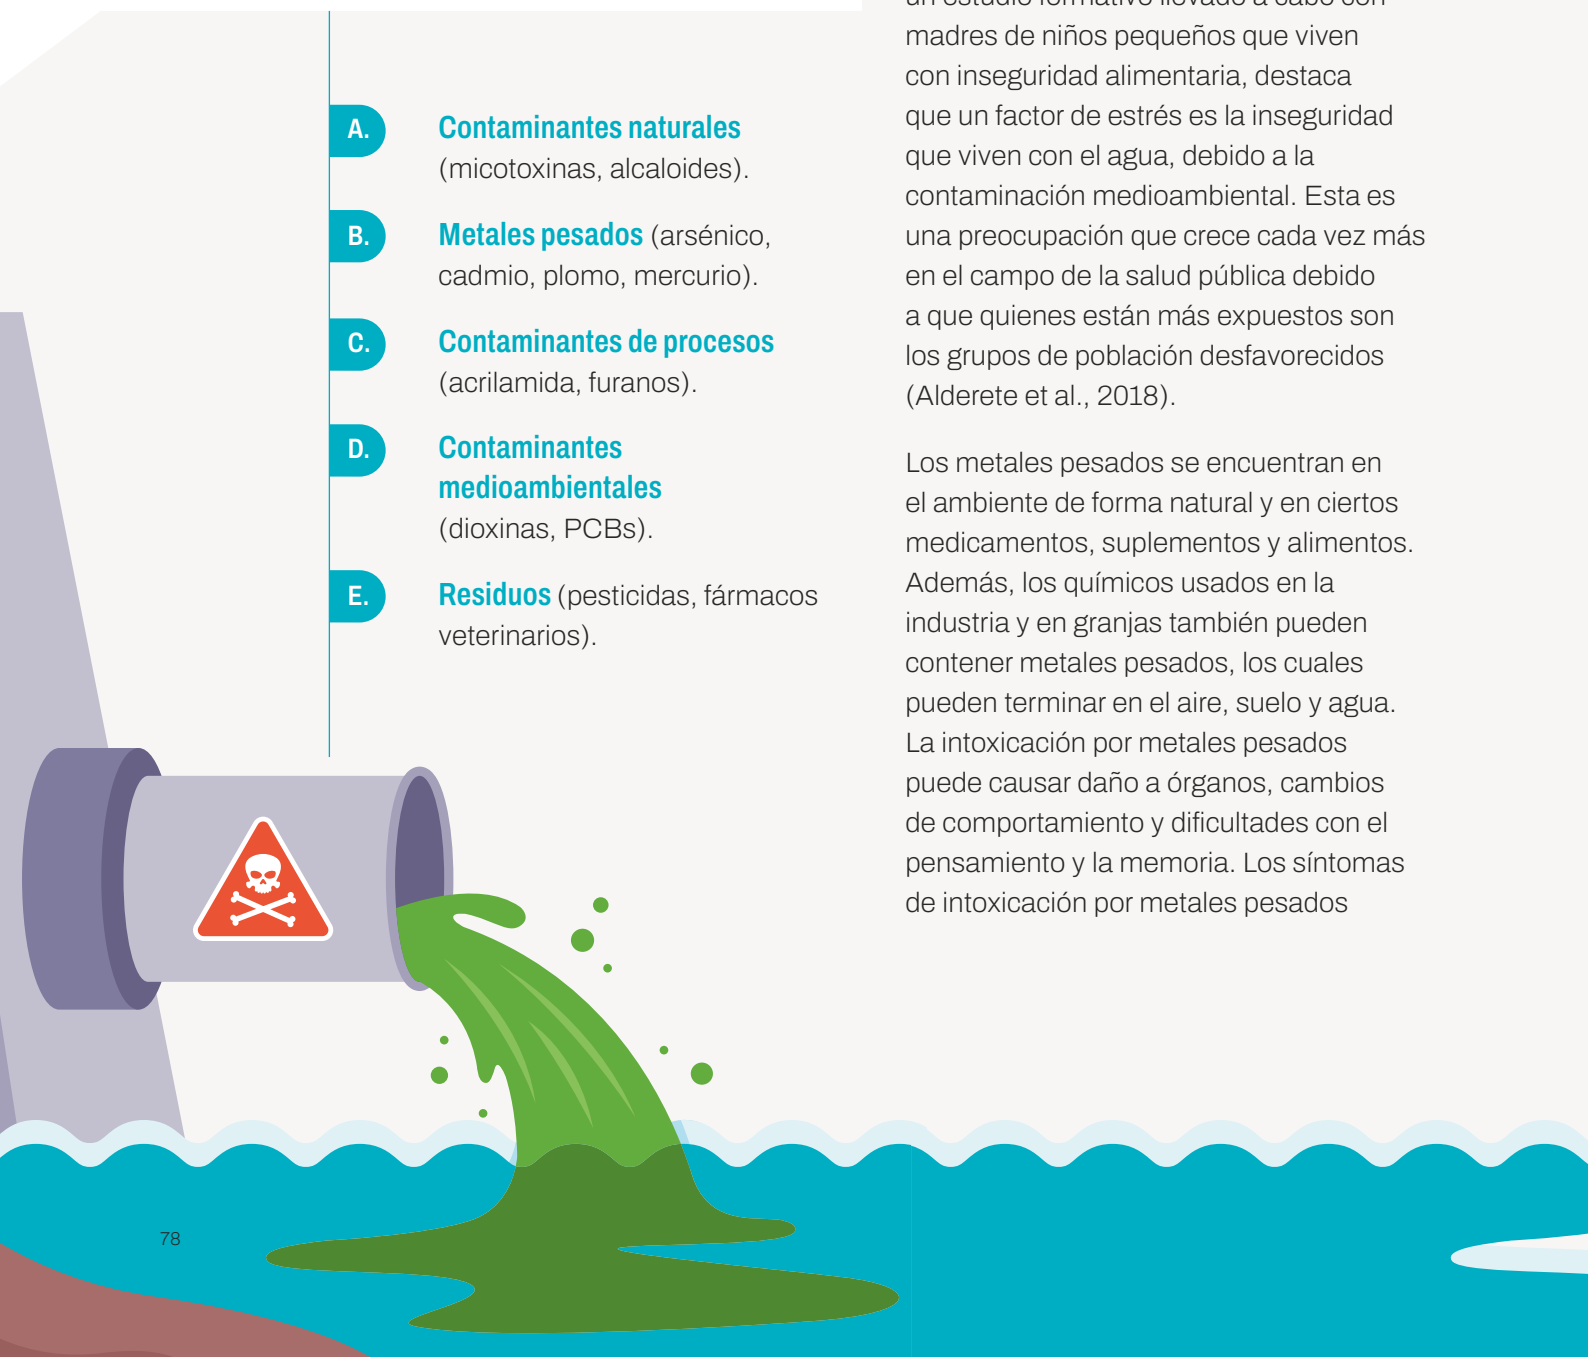 A.
Contaminantes naturales
(micotoxinas, alcaloides).
B.
Metales pesados (arsénico,
cadmio, plomo, mercurio).
C.
Contaminantes de procesos
(acrilamida, furanos).
D.
Contaminantes
medioambientales
(dioxinas, PCBs).
E.
Residuos (pesticidas, fármacos
veterinarios).
un estudio formativo llevado a cabo con
madres de niños pequeños que viven
con inseguridad alimentaria, destaca
que un factor de estrés es la inseguridad
que viven con el agua, debido a la
contaminación medioambiental. Esta es
una preocupación que crece cada vez más
en el campo de la salud pública debido
a que quienes están más expuestos son
los grupos de población desfavorecidos
(Alderete et al., 2018).
Los metales pesados se encuentran en
el ambiente de forma natural y en ciertos
medicamentos, suplementos y alimentos.
Además, los químicos usados en la
industria y en granjas también pueden
contener metales pesados, los cuales
pueden terminar en el aire, suelo y agua.
La intoxicación por metales pesados
puede causar daño a órganos, cambios
de comportamiento y dificultades con el
pensamiento y la memoria. Los síntomas
de intoxicación por metales pesados
78